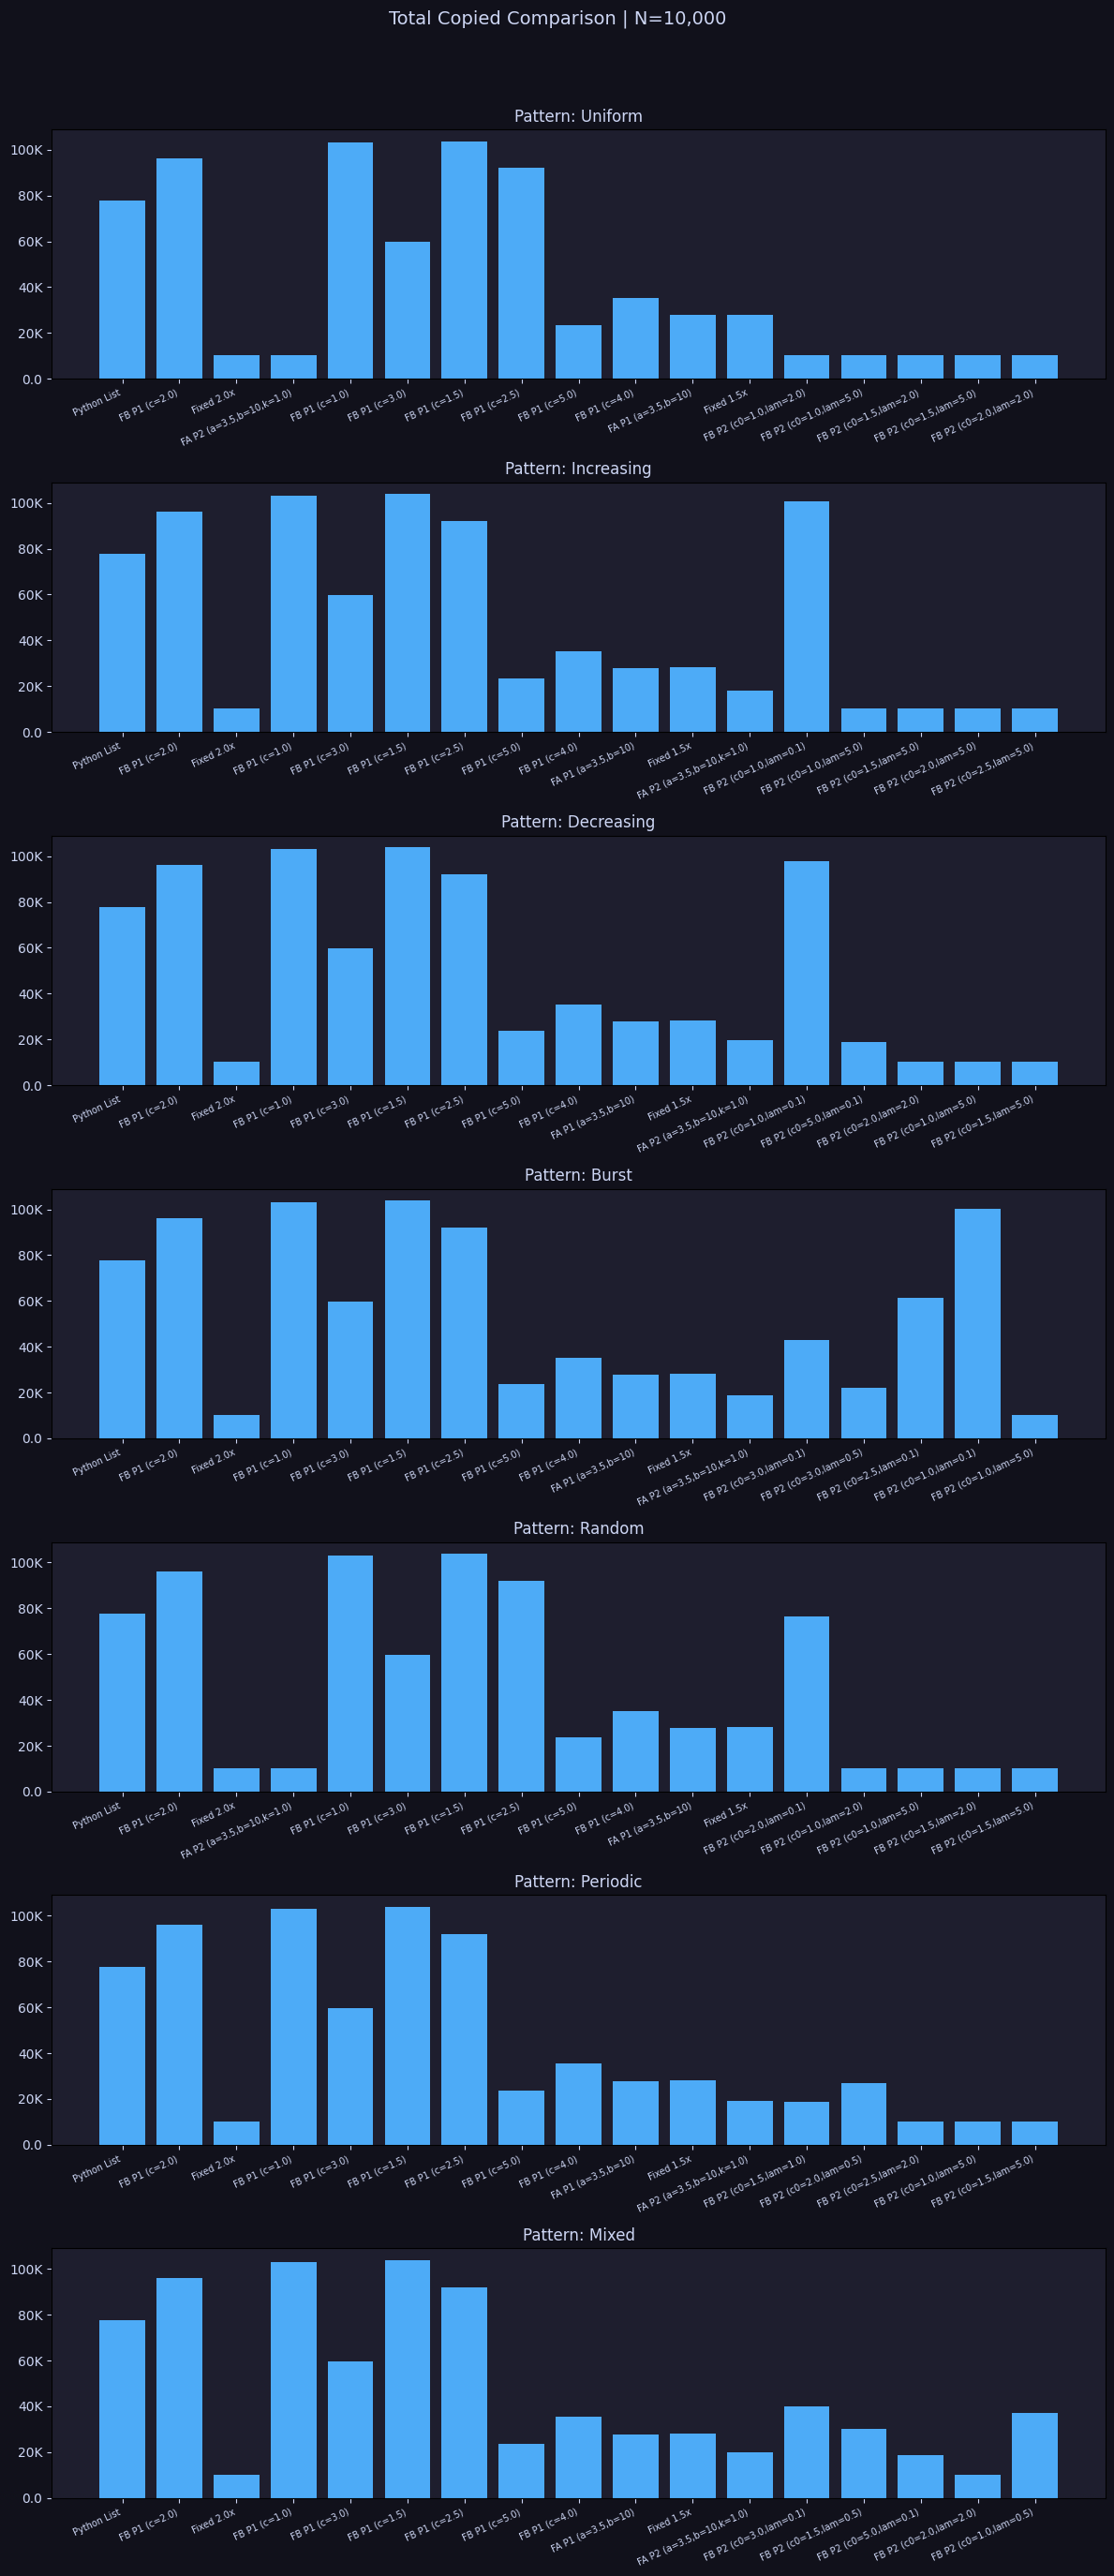 Total Copied Comparison | N=10,000
Pattern: Uniform
100K
80K
60K
40K
20K
0.0
Python List
FB P1 (c=2.0)
Fixed 2.0x
FA P2 (a=3.5,b=10,k=1.0)
FB P1 (c=1.0)
FB P1 (c=3.0)
FB P1 (c=1.5)
FB P1 (c=2.5)
FB P1 (c=5.0)
FB P1 (c=4.0)
FA P1 (a=3.5,b=10)
Fixed 1.5x
FB P2 (c0=1.0,lam=2.0)
FB P2 (c0=1.0,lam=5.0)
FB P2 (c0=1.5,lam=2.0)
FB P2 (c0=1.5,lam=5.0)
FB P2 (c0=2.0,lam=2.0)
Pattern: Increasing
100K
80K
60K
40K
20K
0.0
Python List
FB P1 (c=2.0)
Fixed 2.0x
FB P1 (c=1.0)
FB P1 (c=3.0)
FB P1 (c=1.5)
FB P1 (c=2.5)
FB P1 (c=5.0)
FB P1 (c=4.0)
FA P1 (a=3.5,b=10)
Fixed 1.5x
FA P2 (a=3.5,b=10,k=1.0)
FB P2 (c0=1.0,lam=0.1)
FB P2 (c0=1.0,lam=5.0)
FB P2 (c0=1.5,lam=5.0)
FB P2 (c0=2.0,lam=5.0)
FB P2 (c0=2.5,lam=5.0)
Pattern: Decreasing
100K
80K
60K
40K
20K
0.0
Python List
FB P1 (c=2.0)
Fixed 2.0x
FB P1 (c=1.0)
FB P1 (c=3.0)
FB P1 (c=1.5)
FB P1 (c=2.5)
FB P1 (c=5.0)
FB P1 (c=4.0)
FA P1 (a=3.5,b=10)
Fixed 1.5x
FA P2 (a=3.5,b=10,k=1.0)
FB P2 (c0=1.0,lam=0.1)
FB P2 (c0=5.0,lam=0.1)
FB P2 (c0=2.0,lam=2.0)
FB P2 (c0=1.0,lam=5.0)
FB P2 (c0=1.5,lam=5.0)
Pattern: Burst
100K
80K
60K
40K
20K
0.0
Python List
FB P1 (c=2.0)
Fixed 2.0x
FB P1 (c=1.0)
FB P1 (c=3.0)
FB P1 (c=1.5)
FB P1 (c=2.5)
FB P1 (c=5.0)
FB P1 (c=4.0)
FA P1 (a=3.5,b=10)
Fixed 1.5x
FA P2 (a=3.5,b=10,k=1.0)
FB P2 (c0=3.0,lam=0.1)
FB P2 (c0=3.0,lam=0.5)
FB P2 (c0=2.5,lam=0.1)
FB P2 (c0=1.0,lam=0.1)
FB P2 (c0=1.0,lam=5.0)
Pattern: Random
100K
80K
60K
40K
20K
0.0
Python List
FB P1 (c=2.0)
Fixed 2.0x
FA P2 (a=3.5,b=10,k=1.0)
FB P1 (c=1.0)
FB P1 (c=3.0)
FB P1 (c=1.5)
FB P1 (c=2.5)
FB P1 (c=5.0)
FB P1 (c=4.0)
FA P1 (a=3.5,b=10)
Fixed 1.5x
FB P2 (c0=2.0,lam=0.1)
FB P2 (c0=1.0,lam=2.0)
FB P2 (c0=1.0,lam=5.0)
FB P2 (c0=1.5,lam=2.0)
FB P2 (c0=1.5,lam=5.0)
Pattern: Periodic
100K
80K
60K
40K
20K
0.0
Python List
FB P1 (c=2.0)
Fixed 2.0x
FB P1 (c=1.0)
FB P1 (c=3.0)
FB P1 (c=1.5)
FB P1 (c=2.5)
FB P1 (c=5.0)
FB P1 (c=4.0)
FA P1 (a=3.5,b=10)
Fixed 1.5x
FA P2 (a=3.5,b=10,k=1.0)
FB P2 (c0=1.5,lam=1.0)
FB P2 (c0=2.0,lam=0.5)
FB P2 (c0=2.5,lam=2.0)
FB P2 (c0=1.0,lam=5.0)
FB P2 (c0=1.5,lam=5.0)
Pattern: Mixed
100K
80K
60K
40K
20K
0.0
Python List
FB P1 (c=2.0)
Fixed 2.0x
FB P1 (c=1.0)
FB P1 (c=3.0)
FB P1 (c=1.5)
FB P1 (c=2.5)
FB P1 (c=5.0)
FB P1 (c=4.0)
FA P1 (a=3.5,b=10)
Fixed 1.5x
FA P2 (a=3.5,b=10,k=1.0)
FB P2 (c0=3.0,lam=0.1)
FB P2 (c0=1.5,lam=0.5)
FB P2 (c0=5.0,lam=0.1)
FB P2 (c0=2.0,lam=2.0)
FB P2 (c0=1.0,lam=0.5)